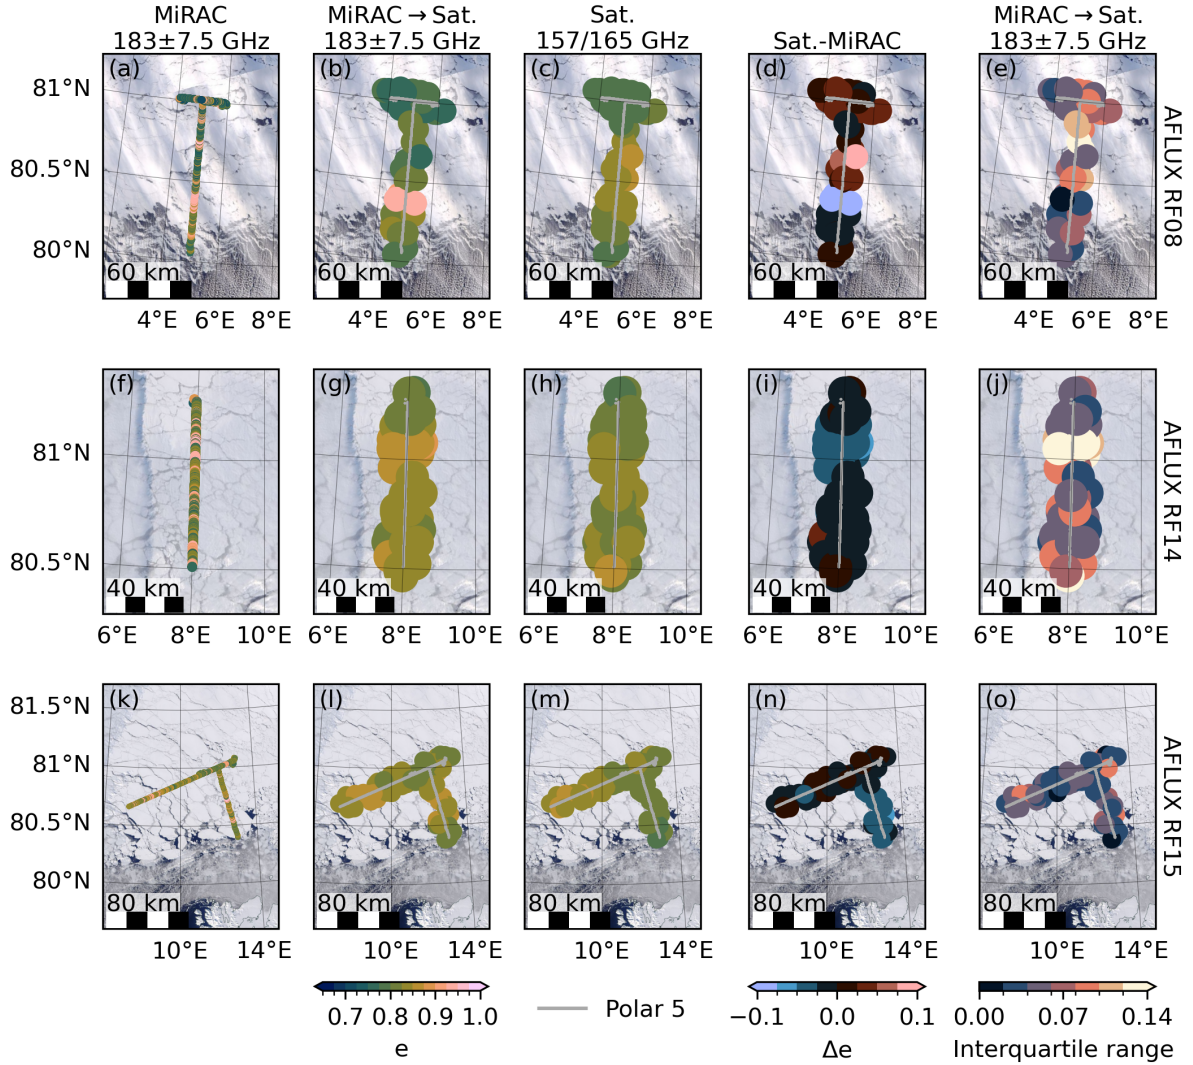 MiRAC
183±7.5 GHz
MiRAC→Sat.
183±7.5 GHz
Sat.
157/165 GHz
Sat.-MiRAC
MiRAC→Sat.
183±7.5 GHz
(a)
(b)
(c)
(d)
(e)
81°N
80.5°N
80°N
60 km
60 km
60 km
60 km
60 km
4°E 6°E 8°E
4°E 6°E 8°E
4°E 6°E 8°E
4°E 6°E 8°E
4°E 6°E 8°E
AFLUX RF08
(f)
(g)
(h)
(i)
(j)
81°N
80.5°N
40 km
40 km
40 km
40 km
40 km
6°E 8°E 10°E
6°E 8°E 10°E
6°E 8°E 10°E
6°E 8°E 10°E
6°E 8°E 10°E
AFLUX RF14
(k)
(l)
(m)
(n)
(o)
81.5°N
81°N
80.5°N
80°N
80 km
80 km
80 km
80 km
80 km
10°E 14°E
10°E 14°E
10°E 14°E
10°E 14°E
10°E 14°E
AFLUX RF15
0.7 0.8 0.9 1.0
e
Polar 5
−0.1 0.0 0.1
Δe
0.00 0.07 0.14
Interquartile range